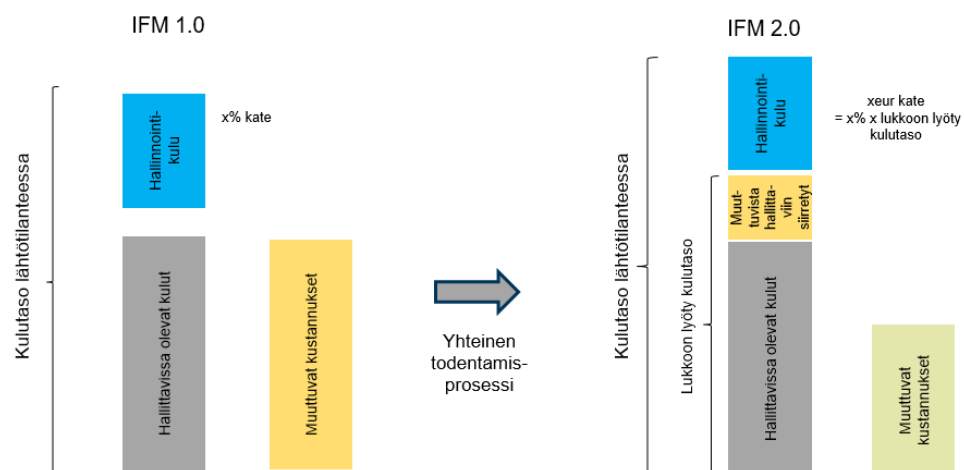 IFM 1.0
Kulutaso lähtötilanteessa
Hallinnointi-
kulu
x% kate
Hallittavissa olevat kulut
Muuttuvat kustannukset
Yhteinen
todentamis-
prosessi
IFM 2.0
Kulutaso lähtötilanteessa
Hallinnointi-
kulu
xeur kate
= x% x lukkoon lyöty
kulutaso
Lukkoon lyöty kulutaso
Muut-
tuvista
hallitta-
viin
siirretyt
Hallittavissa olevat kulut
Muuttuvat
kustannukset